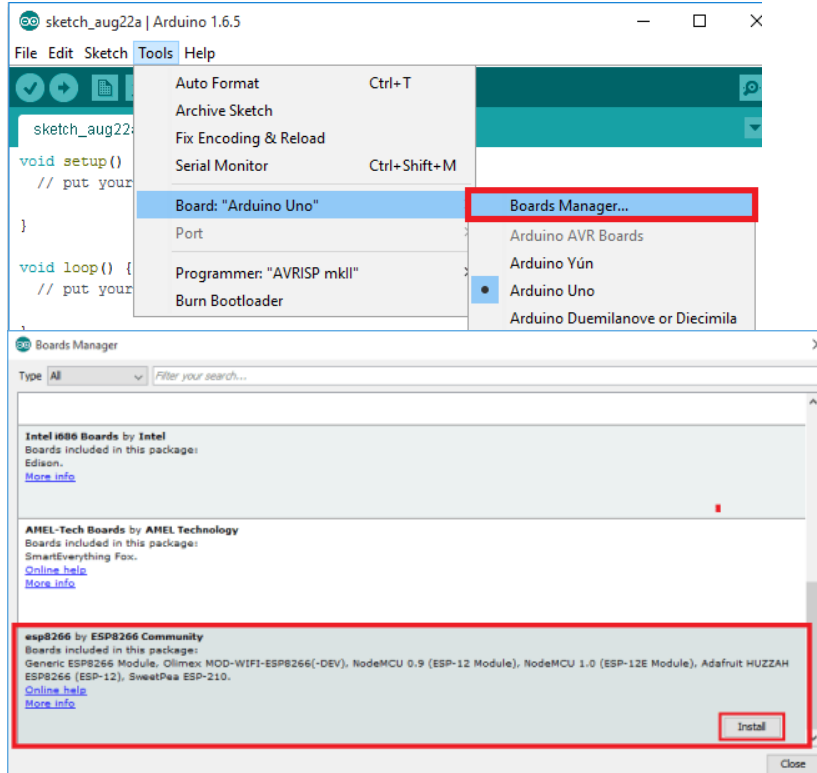 sketch_aug22a | Arduino 1.6.5
File Edit Sketch Tools Help
Auto Format Ctrl+T
Archive Sketch
sketch_aug22a
Fix Encoding & Reload
void setup()
Serial Monitor Ctrl+Shift+M
// put your
Board: "Arduino Uno" Boards Manager...
}
Port Arduino AVR Boards
void loop() { Arduino Yún
Programmer: "AVRISP mkII"
// put your Arduino Uno
Burn Bootloader
Arduino Duemilanove or Diecimila
Boards Manager
Type All Filter your search...
Intel i686 Boards by Intel
Boards included in this package:
Edison.
More info
AMEL-Tech Boards by AMEL Technology
Boards included in this package:
SmartEverything Fox.
Online help
More info
esp8266 by ESP8266 Community
Boards included in this package:
Generic ESP8266 Module, Olimex MOD-WIFI-ESP8266(-DEV), NodeMCU 0.9 (ESP-12 Module), NodeMCU 1.0 (ESP-12E Module), Adafruit HUZZAH
ESP8266 (ESP-12), SweetPea ESP-210.
Online help
More info
Install
Close